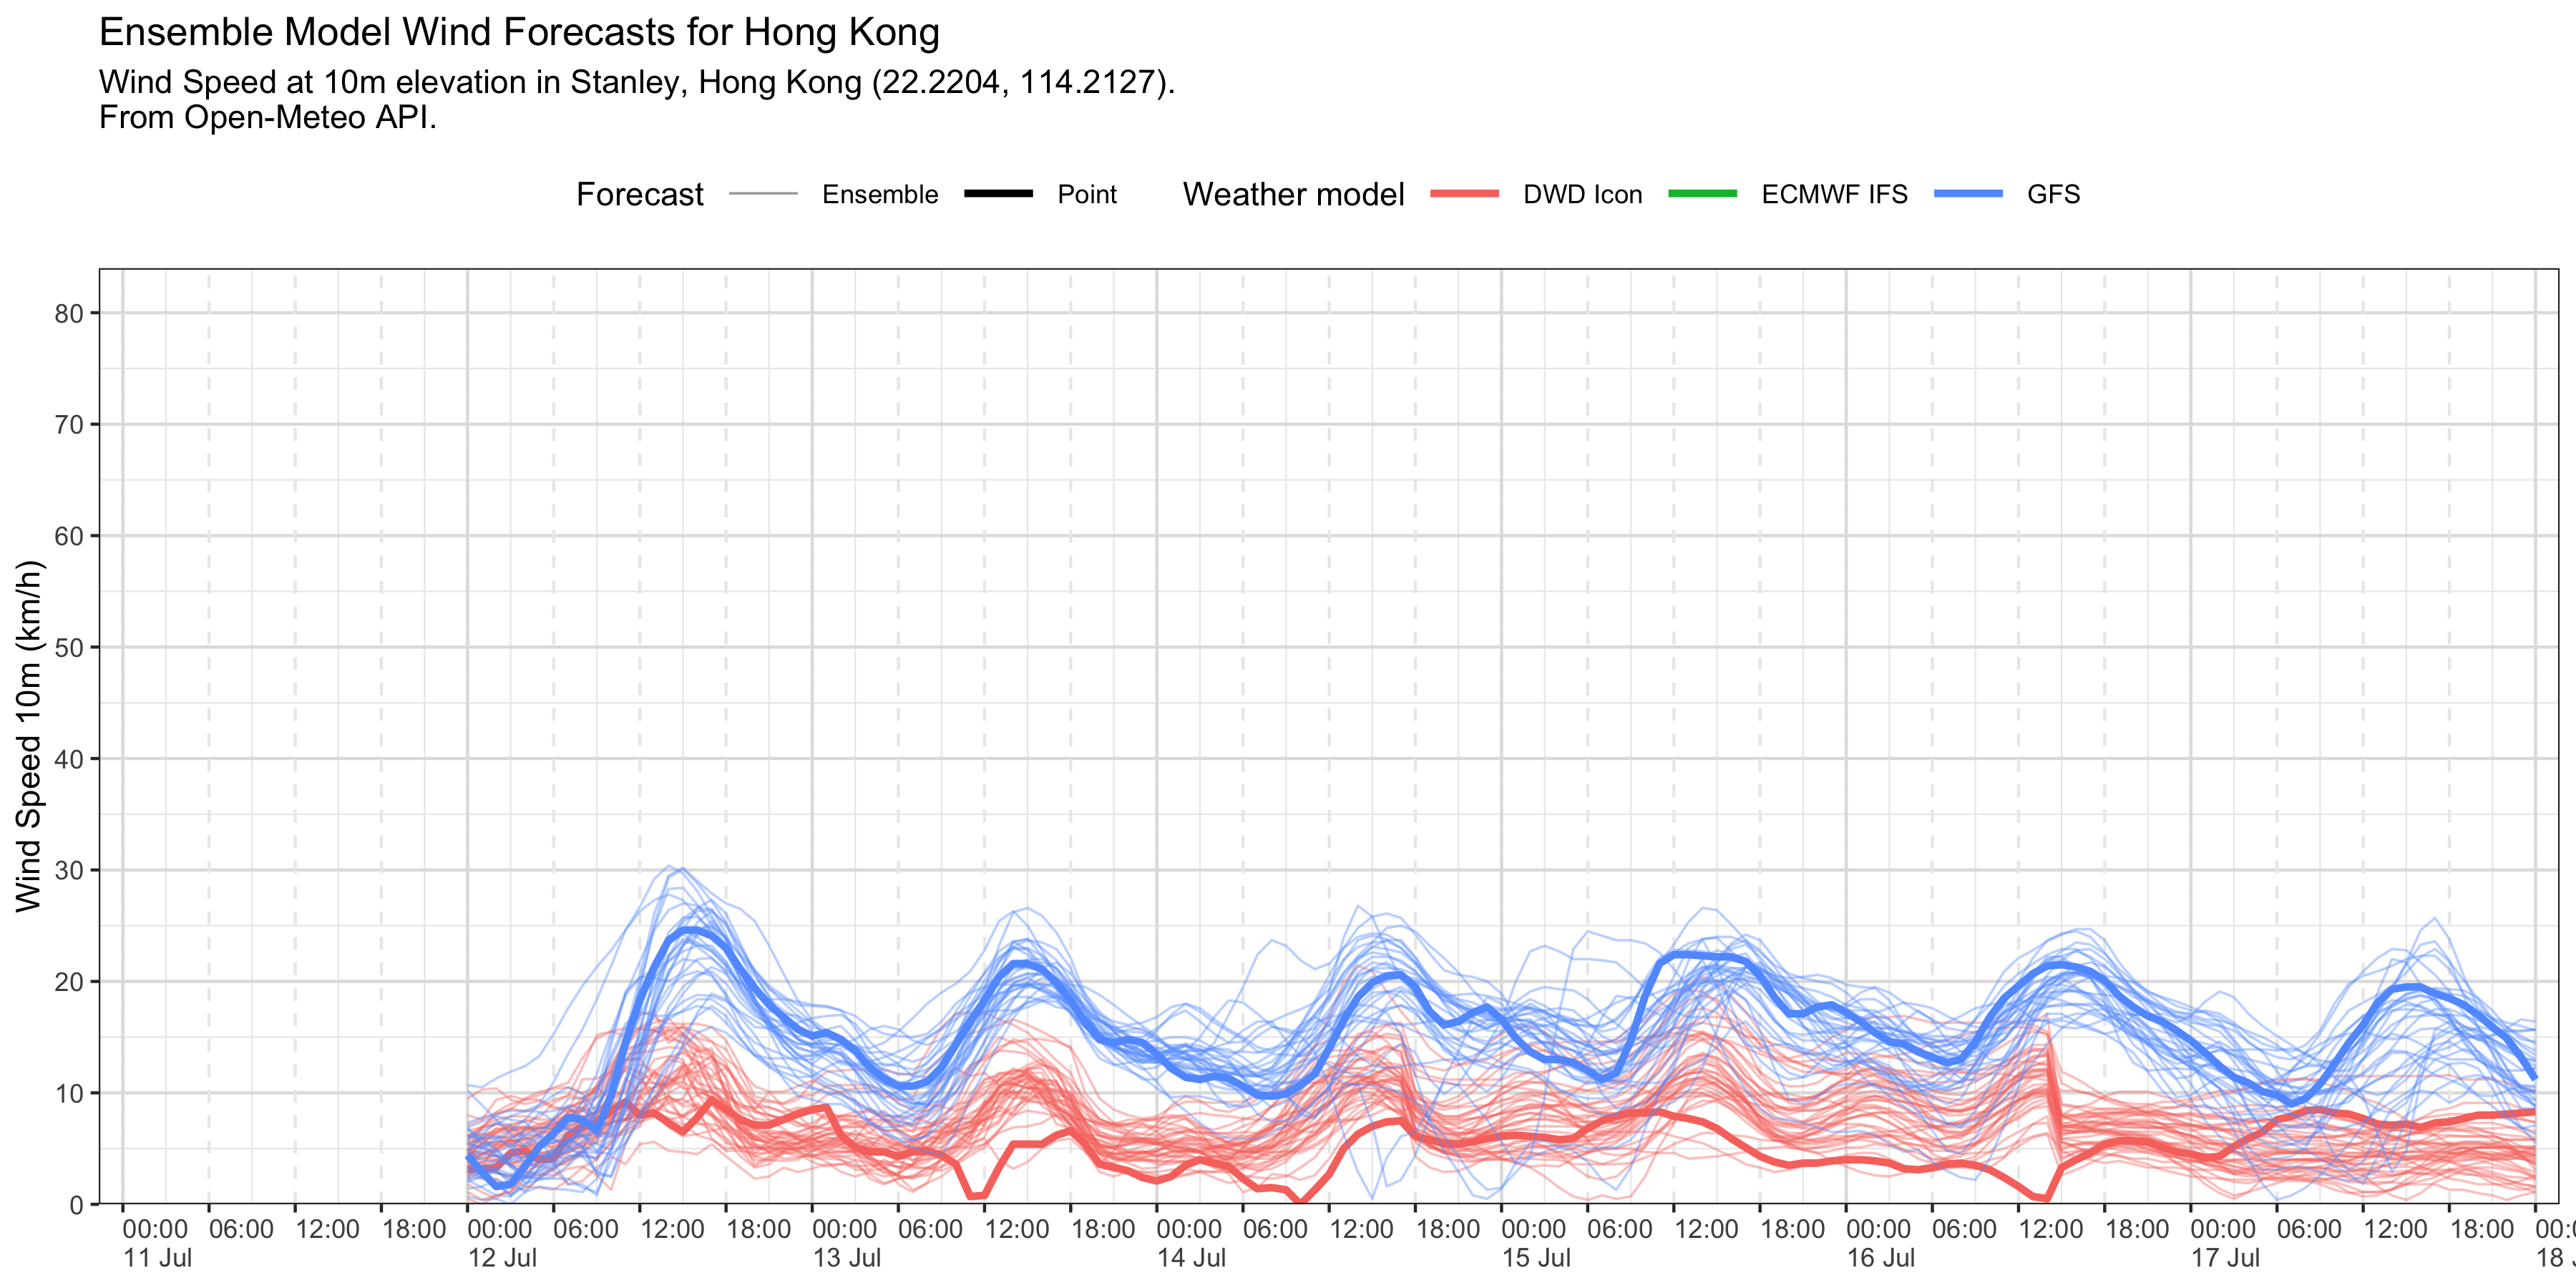 Ensemble Model Wind Forecasts for Hong Kong
Wind Speed at 10m elevation in Stanley, Hong Kong (22.2204, 114.2127).
From Open-Meteo API.
Forecast Ensemble Point Weather model DWD Icon ECMWF IFS GFS
Wind Speed 10m (km/h)
80
70
60
50
40
30
20
10
0
00:00 06:00 12:00 18:00 00:00 06:00 12:00 18:00 00:00 06:00 12:00 18:00 00:00 06:00 12:00 18:00 00:00 06:00 12:00 18:00 00:00 06:00 12:00 18:00 00:00 06:00 12:00 18:00
11 Jul 12 Jul 13 Jul 14 Jul 15 Jul 16 Jul 17 Jul 18